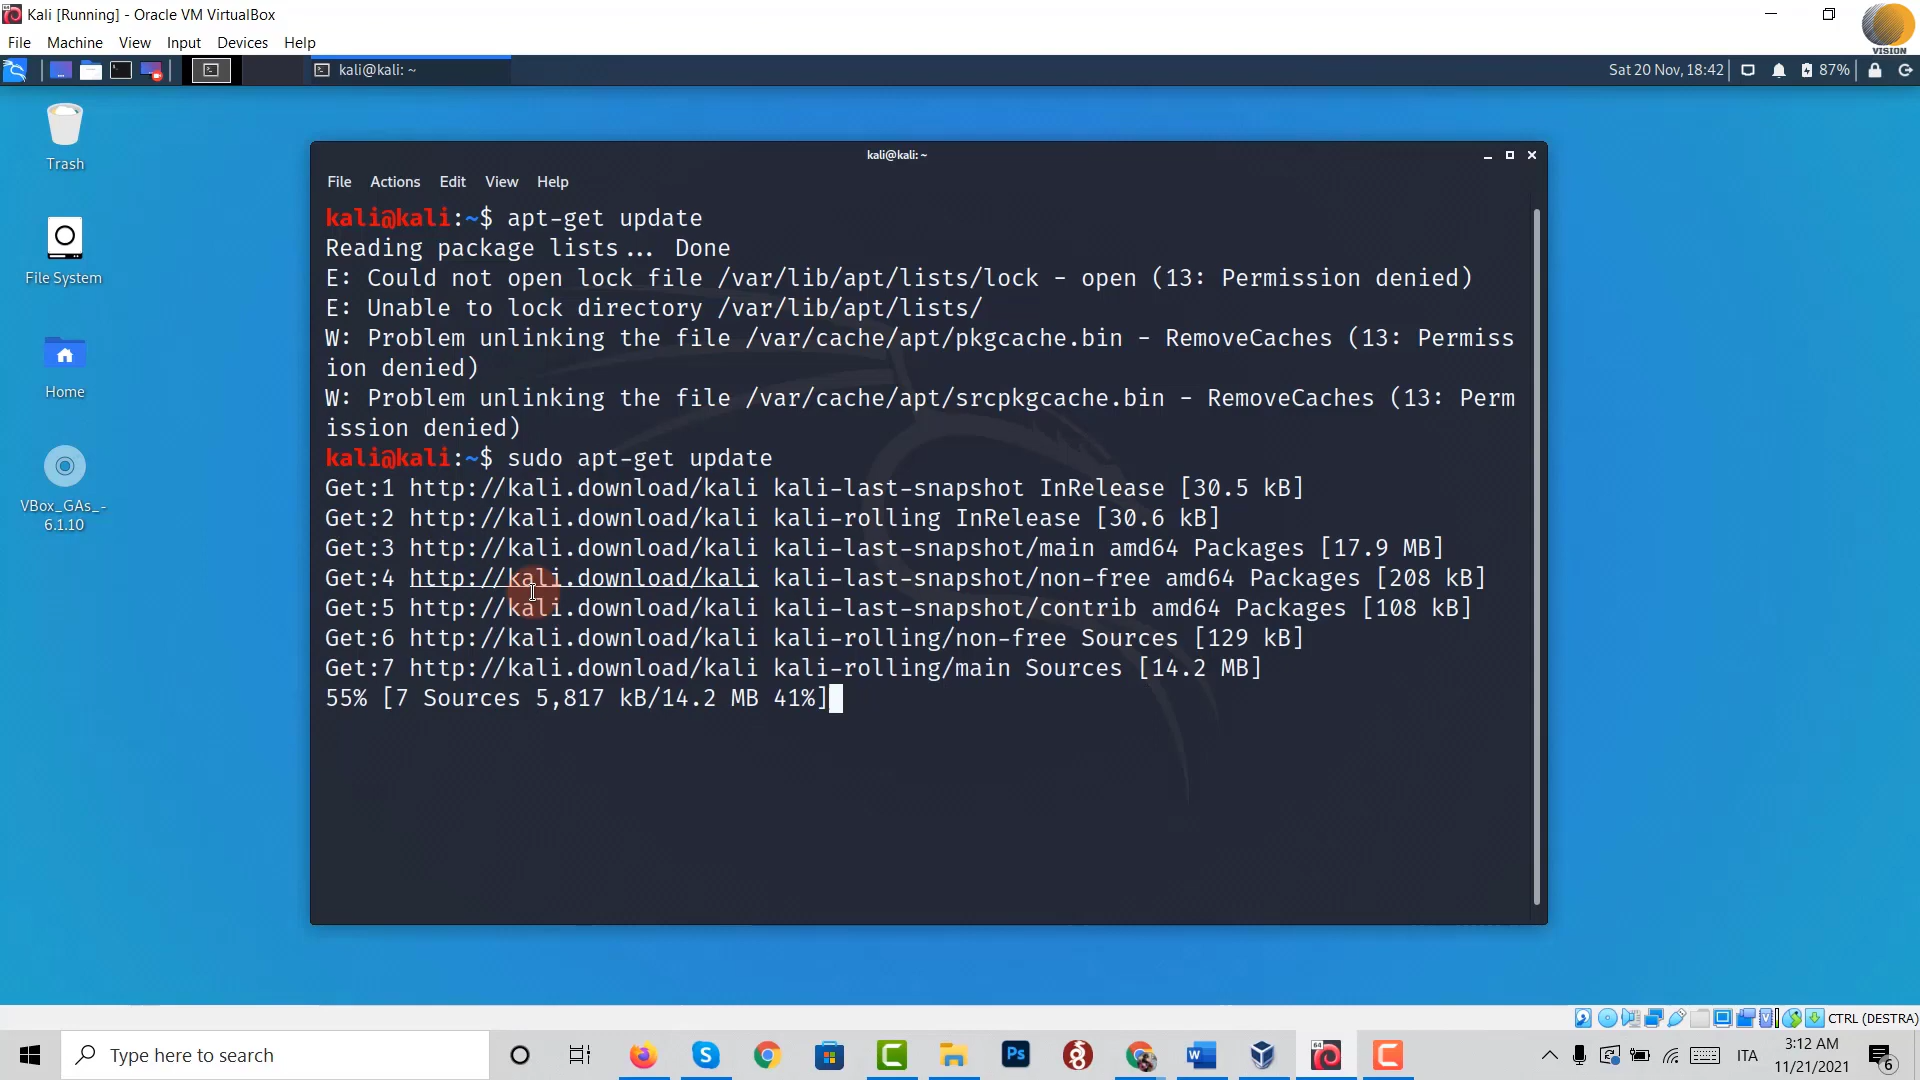 Kali [Running] - Oracle VM VirtualBox
File Machine View Input Devices Help
VISION
kali@kali: ~
Sat 20 Nov, 18:42
87%
Trash
File System
Home
VBox_GAs_-
6.1.10
kali@kali: ~
File Actions Edit View Help
kali@kali:~$ apt-get update
Reading package lists... Done
E: Could not open lock file /var/lib/apt/lists/lock - open (13: Permission denied)
E: Unable to lock directory /var/lib/apt/lists/
W: Problem unlinking the file /var/cache/apt/pkgcache.bin - RemoveCaches (13: Permiss
ion denied)
W: Problem unlinking the file /var/cache/apt/srcpkgcache.bin - RemoveCaches (13: Perm
ission denied)
kali@kali:~$ sudo apt-get update
Get:1 http://kali.download/kali kali-last-snapshot InRelease [30.5 kB]
Get:2 http://kali.download/kali kali-rolling InRelease [30.6 kB]
Get:3 http://kali.download/kali kali-last-snapshot/main amd64 Packages [17.9 MB]
Get:4 http://kali.download/kali kali-last-snapshot/non-free amd64 Packages [208 kB]
Get:5 http://kali.download/kali kali-last-snapshot/contrib amd64 Packages [108 kB]
Get:6 http://kali.download/kali kali-rolling/non-free Sources [129 kB]
Get:7 http://kali.download/kali kali-rolling/main Sources [14.2 MB]
55% [7 Sources 5,817 kB/14.2 MB 41%]
CTRL (DESTRA)
Type here to search
Ps
64
ITA
3:12 AM
11/21/2021
6